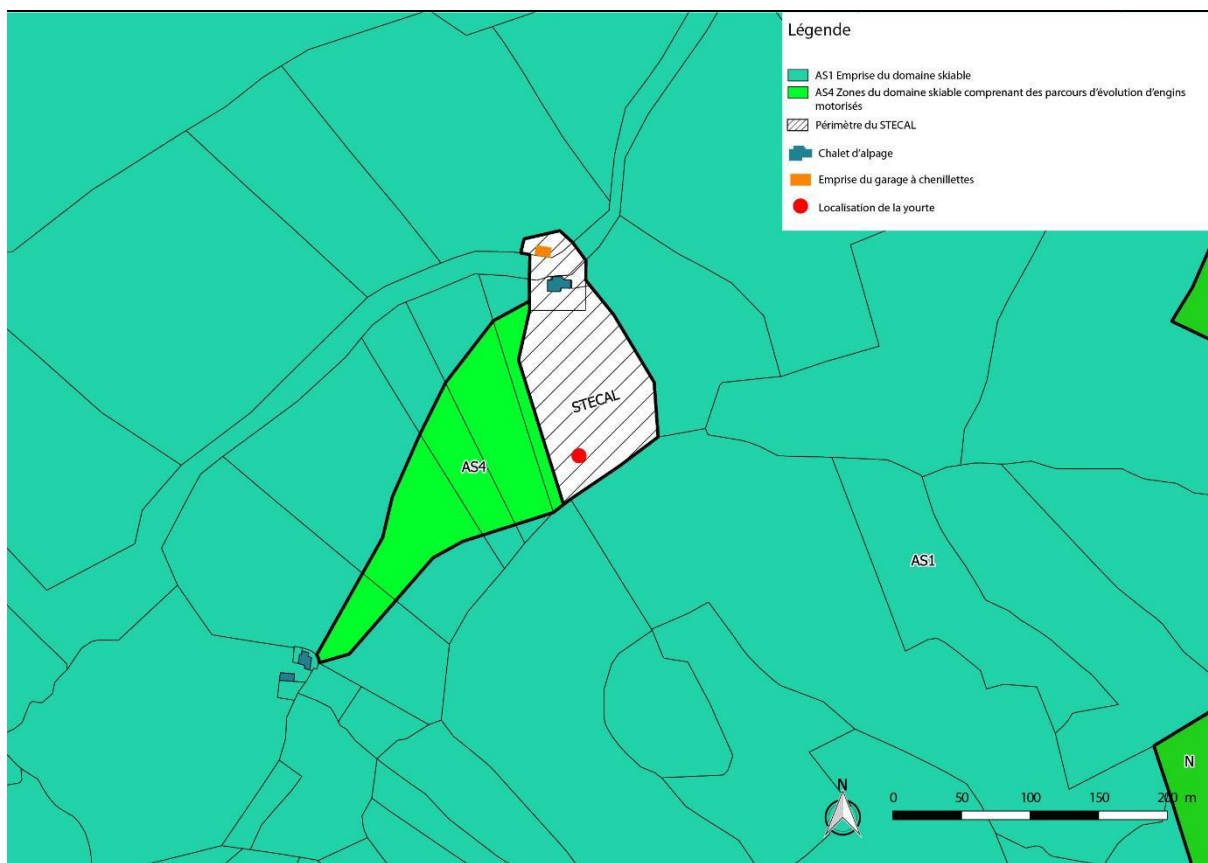 Légende
AS1 Emprise du domaine skiable
AS4 Zones du domaine skiable comprenant des parcours d'évolution d'engins
motorisés
Périmètre du STECAL
Chalet d'alpage
Emprise du garage à chenillettes
Localisation de la yourte
STECAL
AS4
AS1
N
N
0 50 100 150 200 m